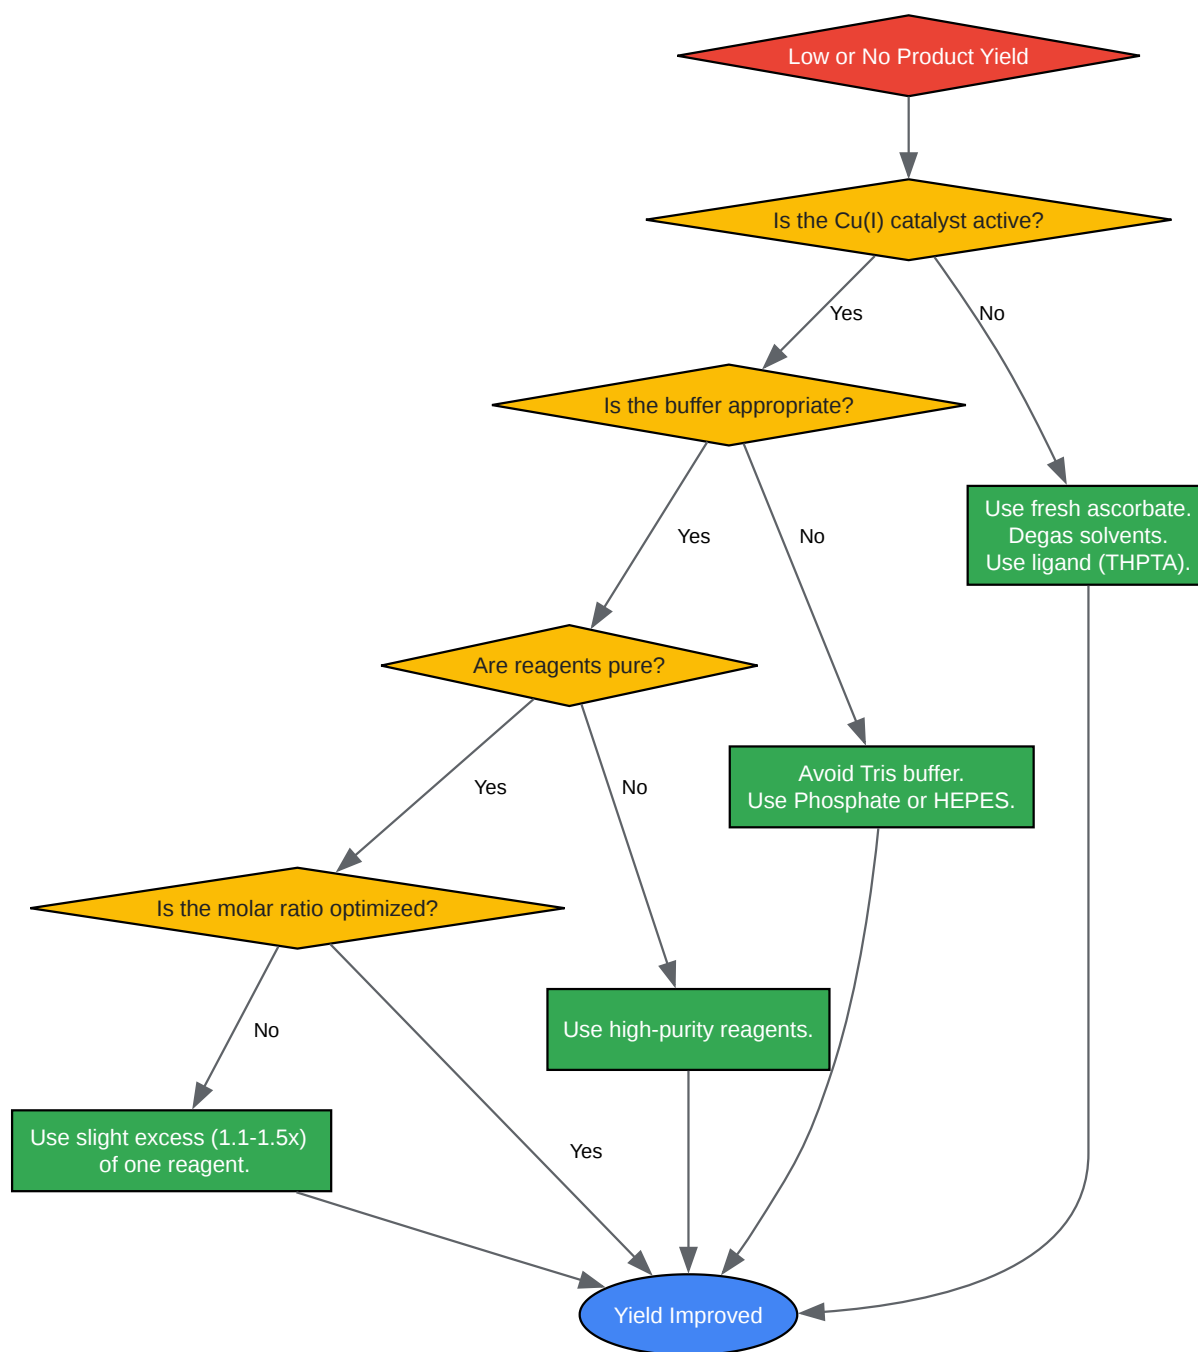 Low or No Product Yield
Is the Cu(I) catalyst active?
Yes
No
Is the buffer appropriate?
Use fresh ascorbate.
Degas solvents.
Use ligand (THPTA).
Yes
No
Are reagents pure?
Avoid Tris buffer.
Use Phosphate or HEPES.
Yes
No
Is the molar ratio optimized?
Use high-purity reagents.
No
Use slight excess (1.1-1.5x)
of one reagent.
Yes
Yield Improved